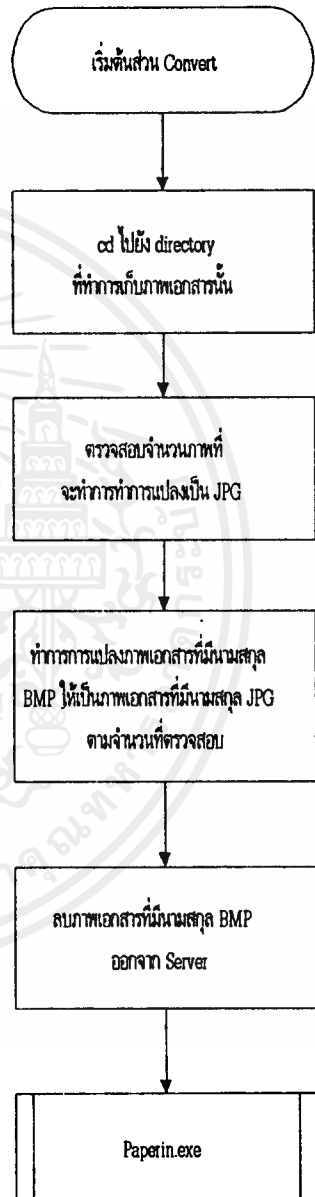 เริ่มต้นส่วน Convert
cd ไปยัง directory
ที่ทำการเก็บภาพเอกสารนั้น
ตรวจสอบจำนวนภาพที่
จะทำการทำการแปลงเป็น JPG
ทำการการแปลงภาพเอกสารที่มีนามสกุล
BMP ให้เป็นภาพเอกสารที่มีนามสกุล JPG
ตามจำนวนที่ตรวจสอบ
ลบภาพเอกสารที่มีนามสกุล BMP
ออกจาก Server
Paperin.exe